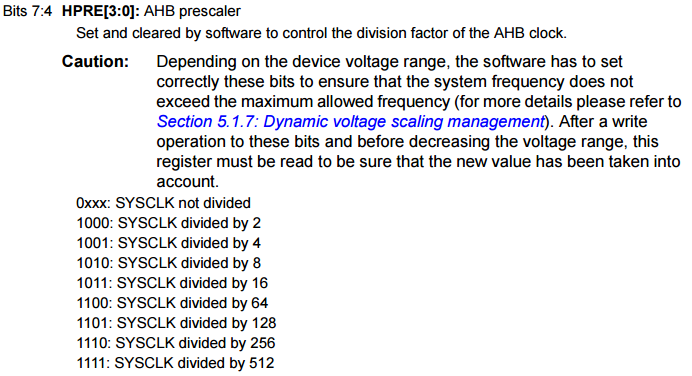 Bits 7:4 HPRE[3:0]: AHB prescaler
Set and cleared by software to control the division factor of the AHB clock.
Caution: Depending on the device voltage range, the software has to set
correctly these bits to ensure that the system frequency does not
exceed the maximum allowed frequency (for more details please refer to
Section 5.1.7: Dynamic voltage scaling management). After a write
operation to these bits and before decreasing the voltage range, this
register must be read to be sure that the new value has been taken into
account.
0xxx: SYSCLK not divided
1000: SYSCLK divided by 2
1001: SYSCLK divided by 4
1010: SYSCLK divided by 8
1011: SYSCLK divided by 16
1100: SYSCLK divided by 64
1101: SYSCLK divided by 128
1110: SYSCLK divided by 256
1111: SYSCLK divided by 512